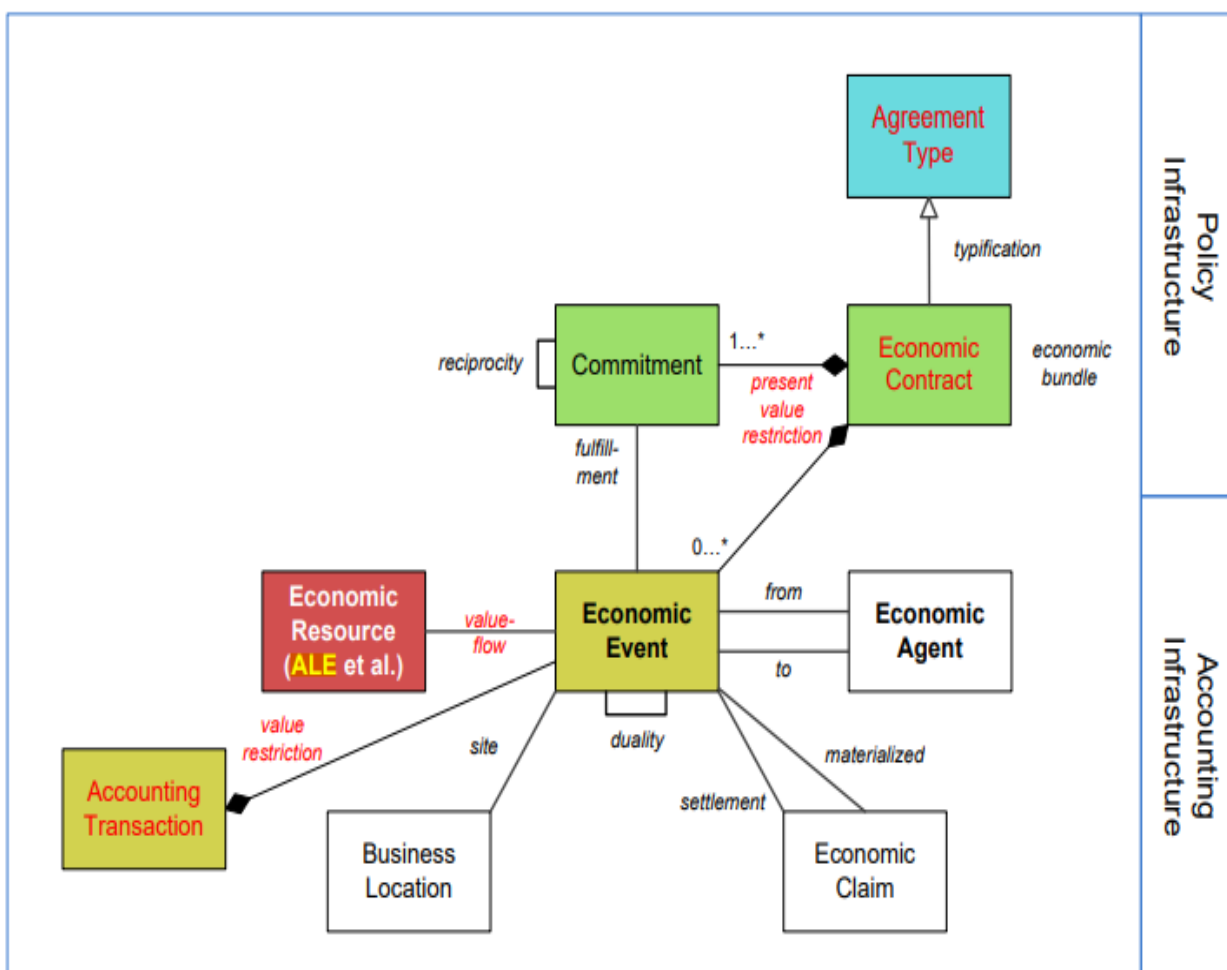 Agreement
Type
typification
Policy
Infrastructure
reciprocity
Commitment
1...*
present
value
restriction
Economic
Contract
economic
bundle
fulfill-
ment
0...*
Economic
Resource
(ALE et al.)
value-
flow
Economic
Event
from
to
Economic
Agent
Accounting
Infrastructure
value
restriction
site
duality
materialized
settlement
Accounting
Transaction
Business
Location
Economic
Claim